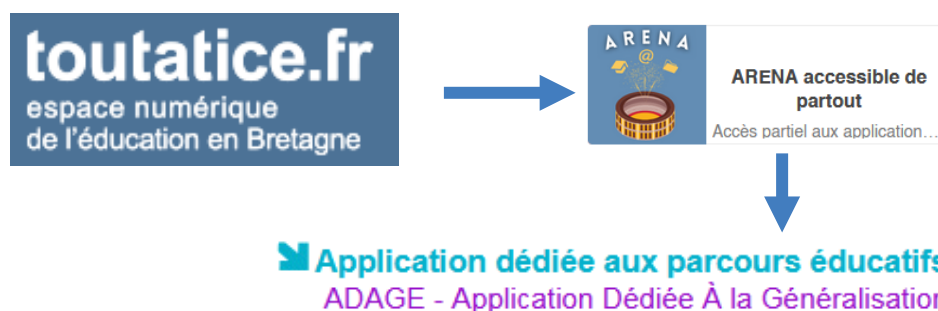 toutatice.fr
espace numérique
de l'éducation en Bretagne
ARENA
@
ARENA accessible de
partout
Accès partiel aux application…
Application dédiée aux parcours éducatifs
ADAGE - Application Dédiée À la Généralisation